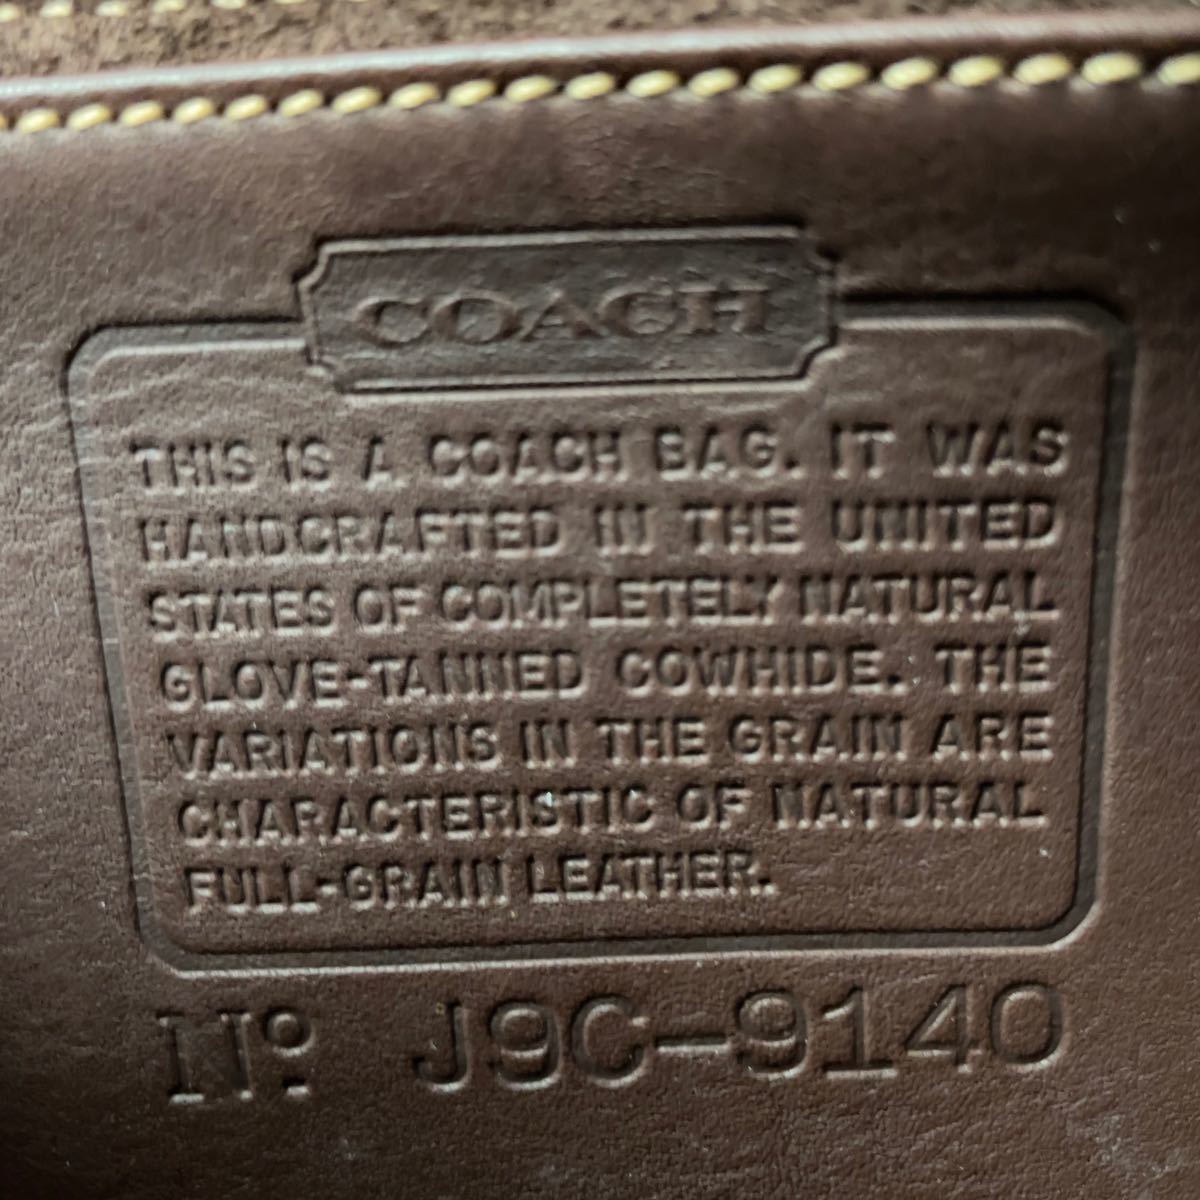 COACH
THIS IS A COACH BAG. IT WAS
HANDCRAFTED IN THE UNITED
STATES OF COMPLETELY NATURAL
GLOVE-TANNED COWHIDE. THE
VARIATIONS IN THE GRAIN ARE
CHARACTERISTIC OF NATURAL
FULL-GRAIN LEATHER.
Nº. J9C-9140